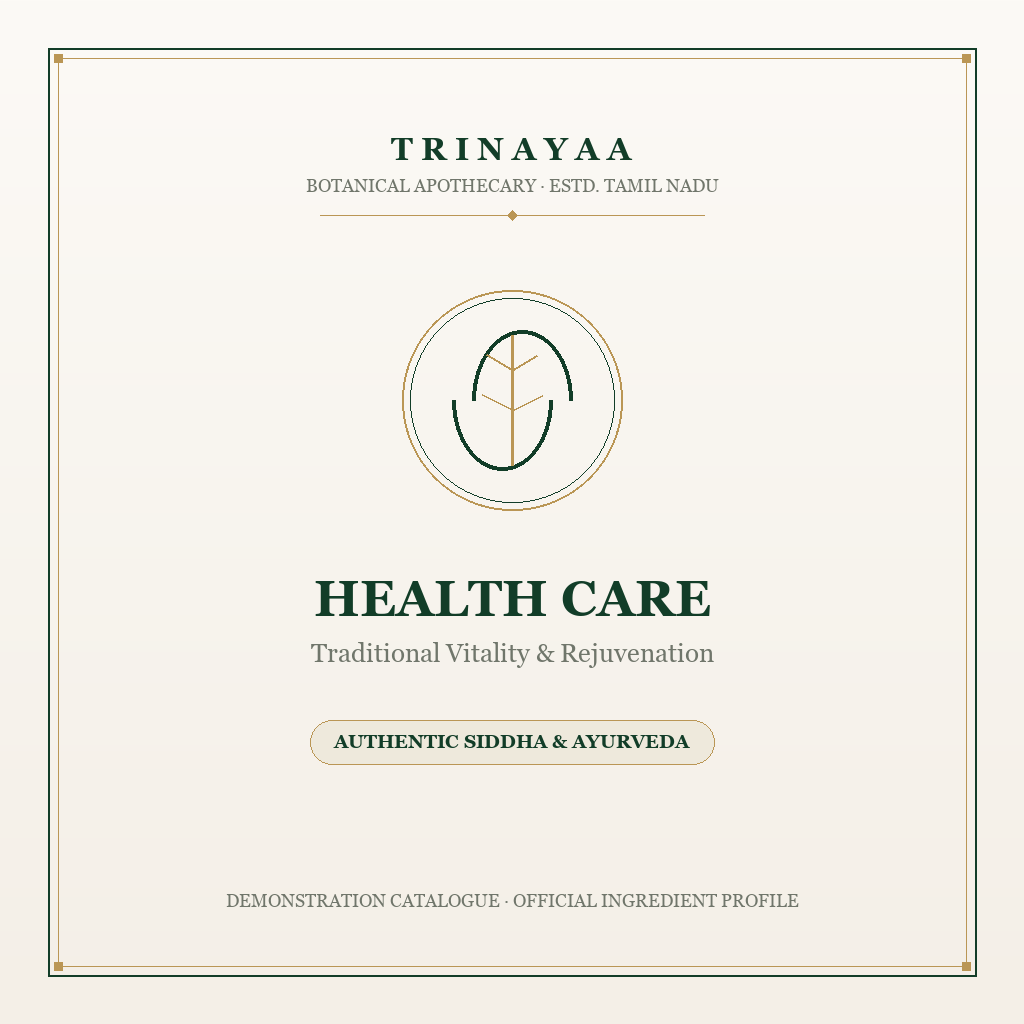 TRINAYAA
BOTANICAL APOTHECARY · ESTD. TAMIL NADU
HEALTH CARE
Traditional Vitality & Rejuvenation
AUTHENTIC SIDDHA & AYURVEDA
DEMONSTRATION CATALOGUE · OFFICIAL INGREDIENT PROFILE